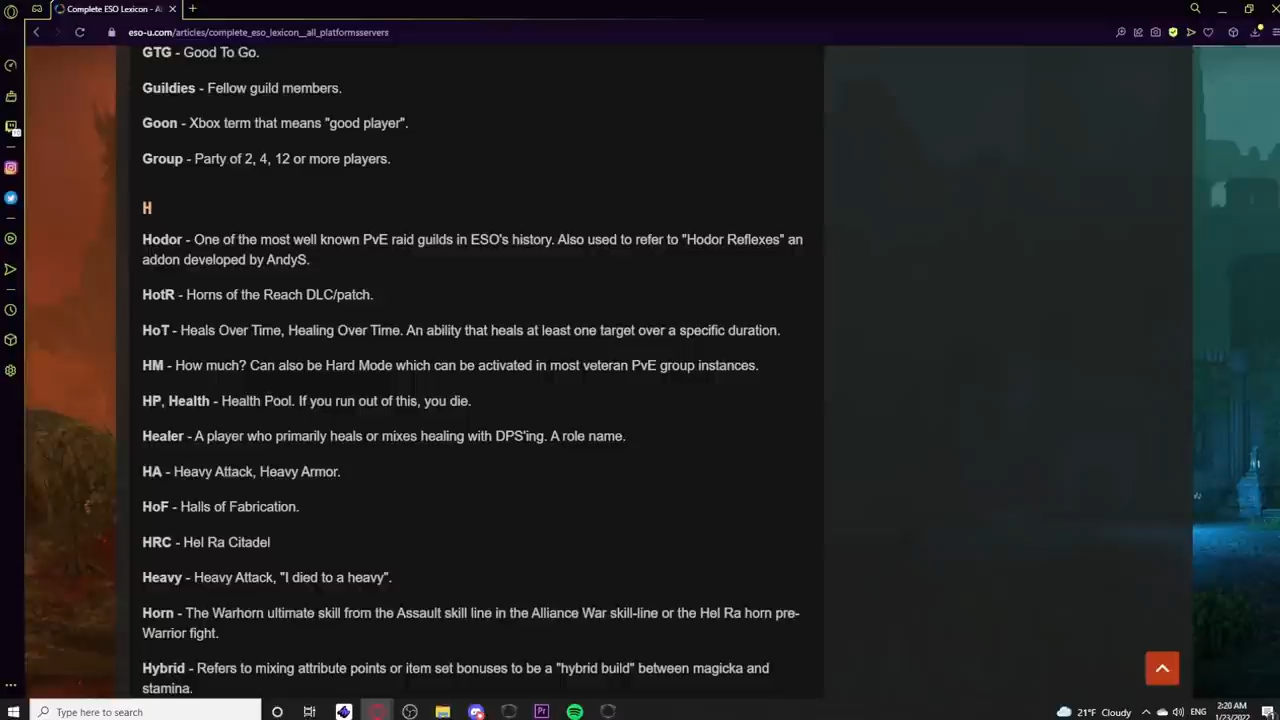 Complete ESO Lexicon
eso-u.com/articles/complete_eso_lexicon__all_platformsservers
GTG - Good To Go.
Guildies - Fellow guild members.
Goon - Xbox term that means "good player".
Group - Party of 2, 4, 12 or more players.
H
Hodor - One of the most well known PvE raid guilds in ESO's history. Also used to refer to "Hodor Reflexes" an
addon developed by AndyS.
HotR - Horns of the Reach DLC/patch.
HoT - Heals Over Time, Healing Over Time. An ability that heals at least one target over a specific duration.
HM - How much? Can also be Hard Mode which can be activated in most veteran PvE group instances.
HP, Health - Health Pool. If you run out of this, you die.
Healer - A player who primarily heals or mixes healing with DPS'ing. A role name.
HA - Heavy Attack, Heavy Armor.
HoF - Halls of Fabrication.
HRC - Hel Ra Citadel
Heavy - Heavy Attack, "I died to a heavy".
Horn - The Warhorn ultimate skill from the Assault skill line in the Alliance War skill-line or the Hel Ra horn pre-
Warrior fight.
Hybrid - Refers to mixing attribute points or item set bonuses to be a "hybrid build" between magicka and
stamina.
Type here to search
Pr
21°F Cloudy
ENG
2:20 AM
1/23/2022